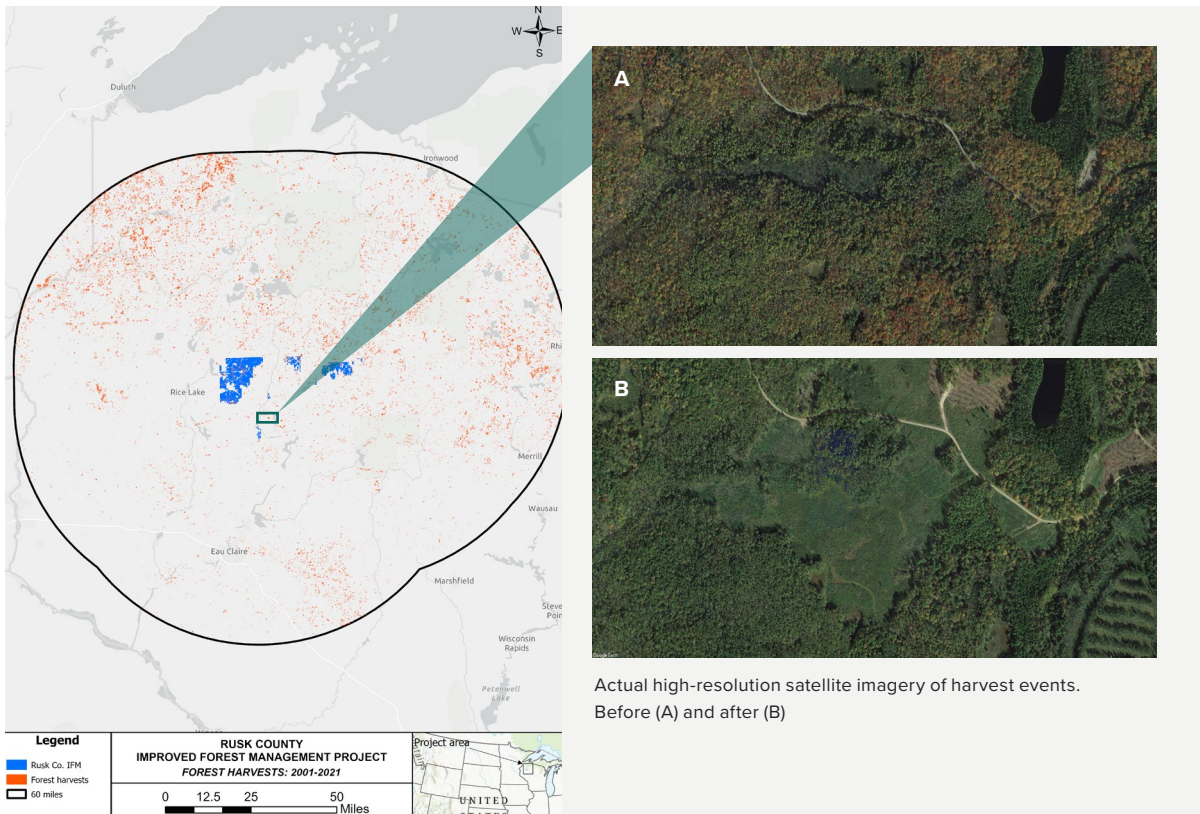 N
W E
S
Duluth
Ironwood
Rice Lake
Merrill
Wausau
Eau Claire
Marshfield
Wisconsin
Rapids
Petenwell
Lake
Legend
Rusk Co. IFM
Forest harvests
60 miles
RUSK COUNTY
IMPROVED FOREST MANAGEMENT PROJECT
FOREST HARVESTS: 2001-2021
0 12.5 25 50
Miles
Project area
UNITED
A
B
Google Earth
Actual high-resolution satellite imagery of harvest events.
Before (A) and after (B)